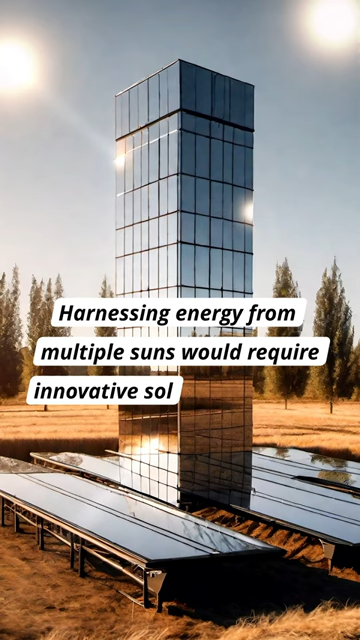 Harnessing energy from
multiple suns would require
innovative sol